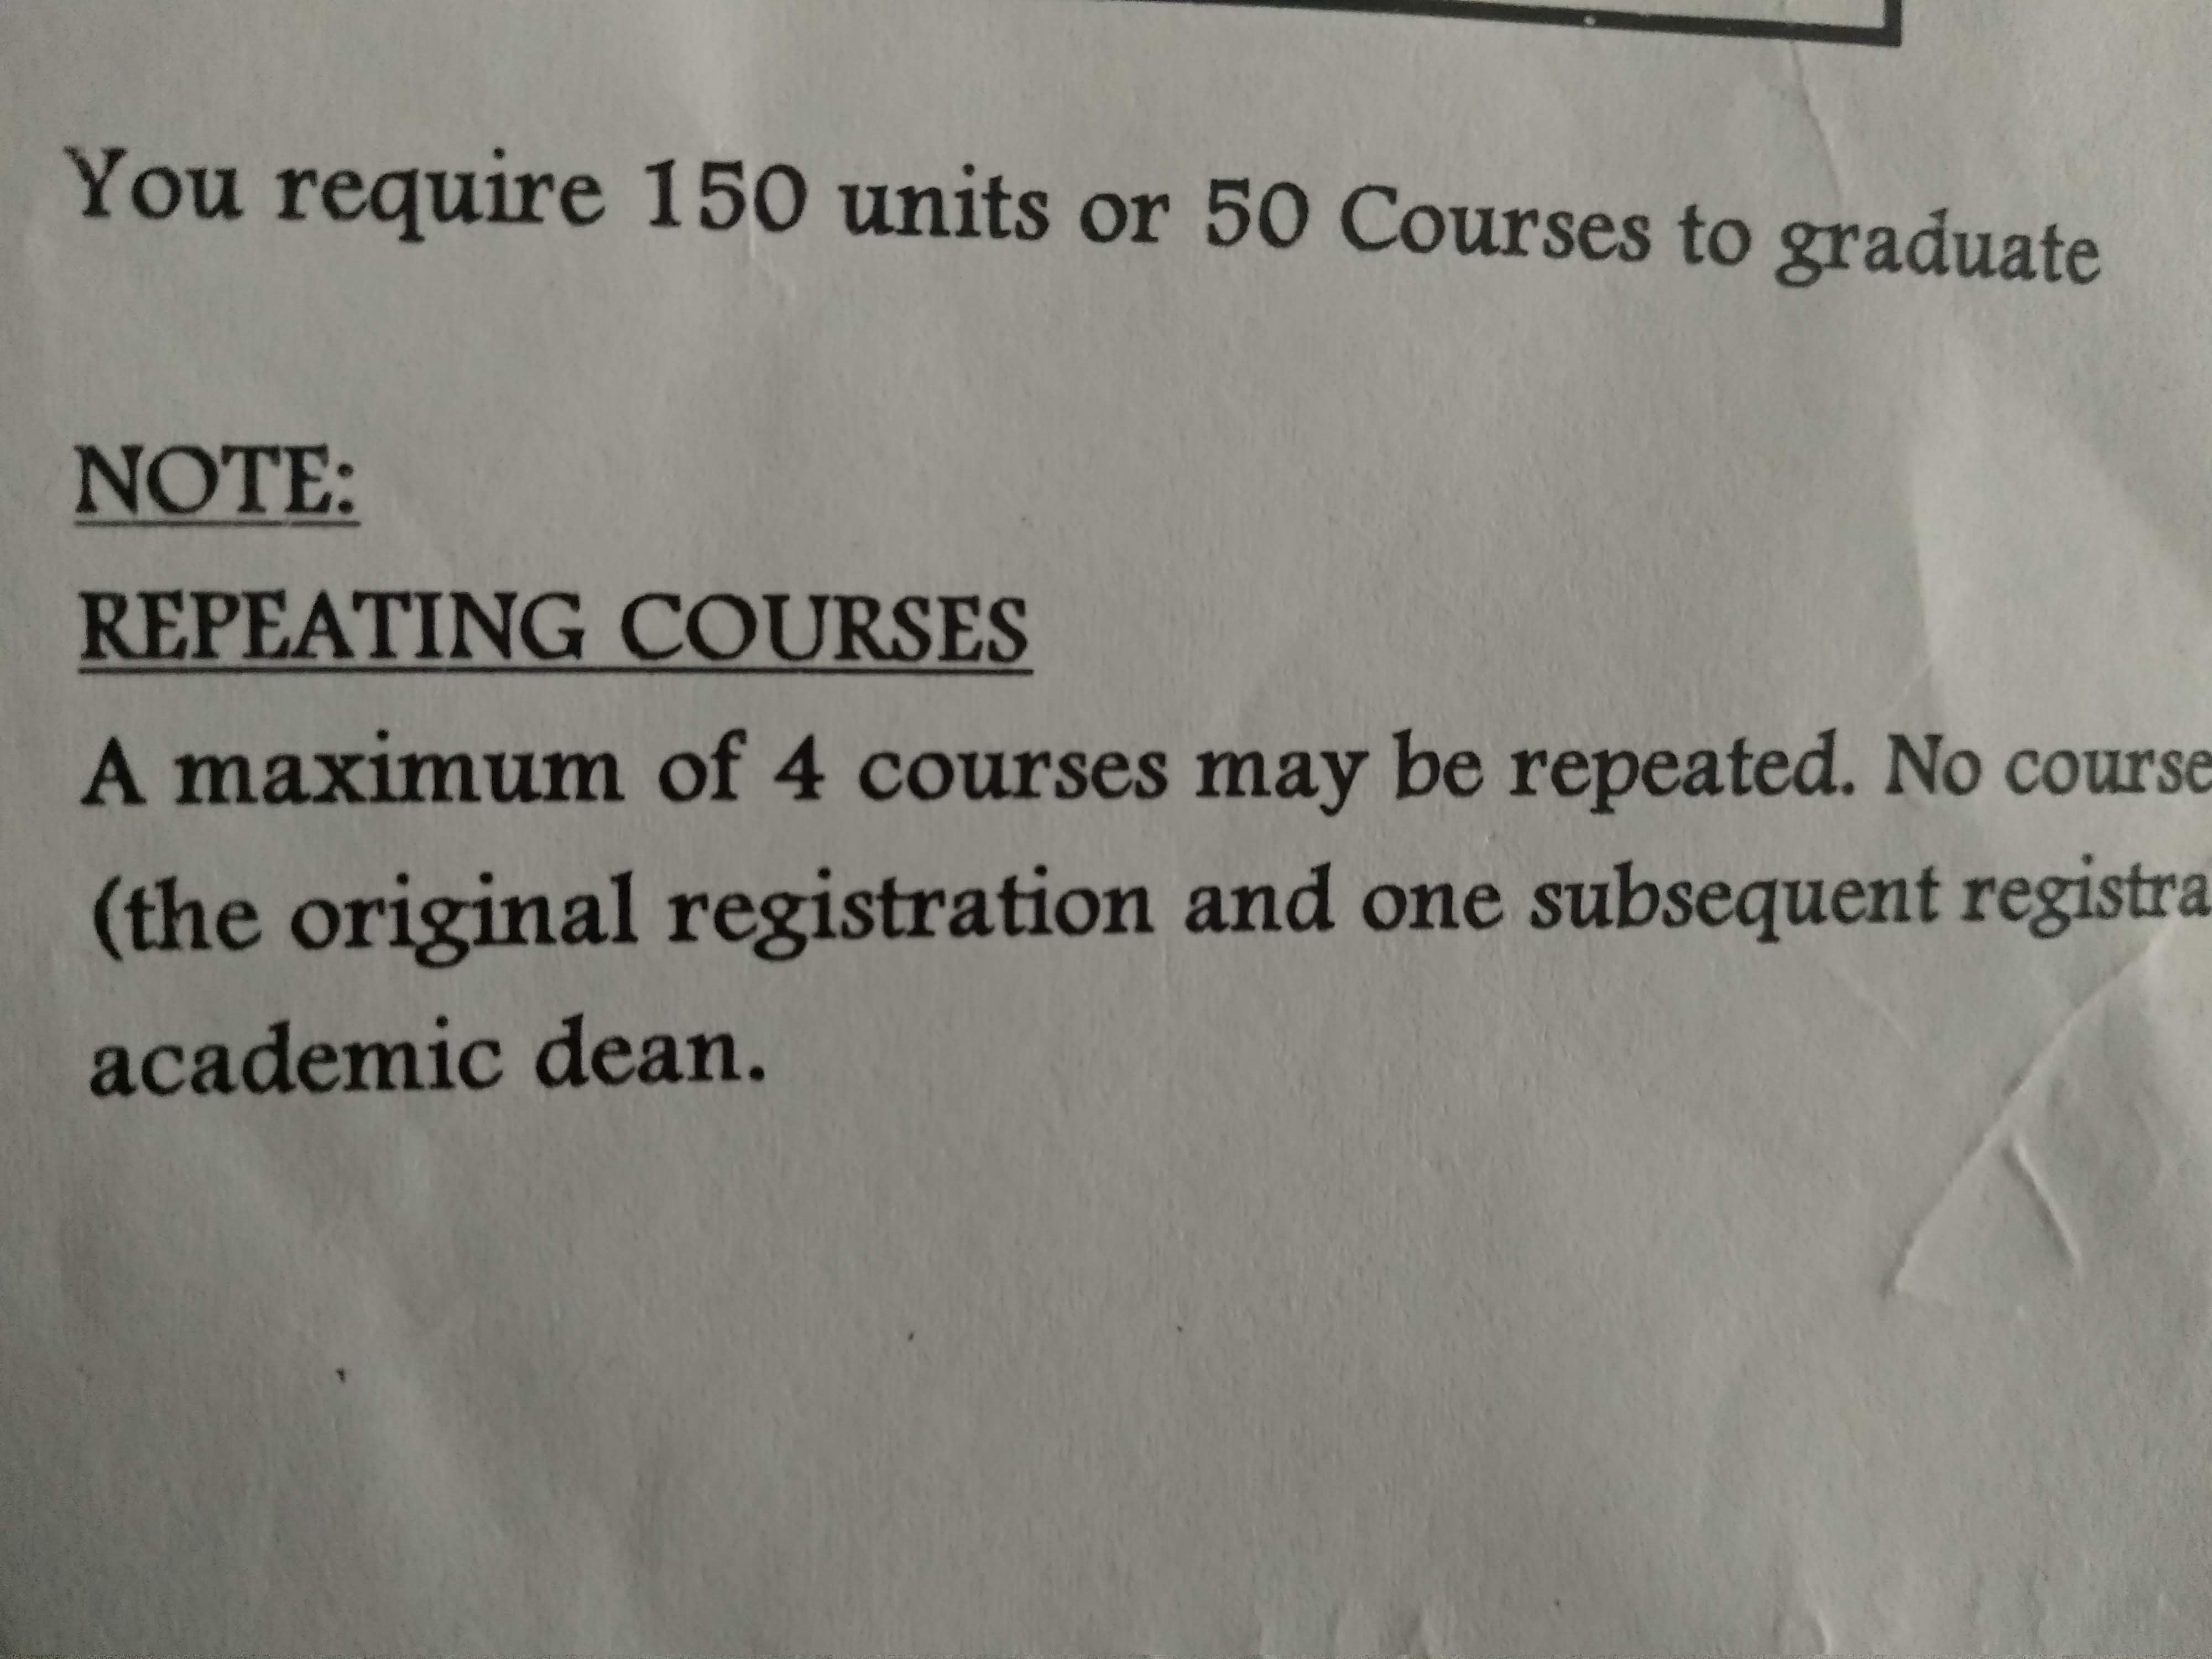 You require 150 units or 50 Courses to graduate
NOTE:
REPEATING COURSES
A maximum of 4 courses may be repeated. No course
(the original registration and one subsequent registra
academic dean.